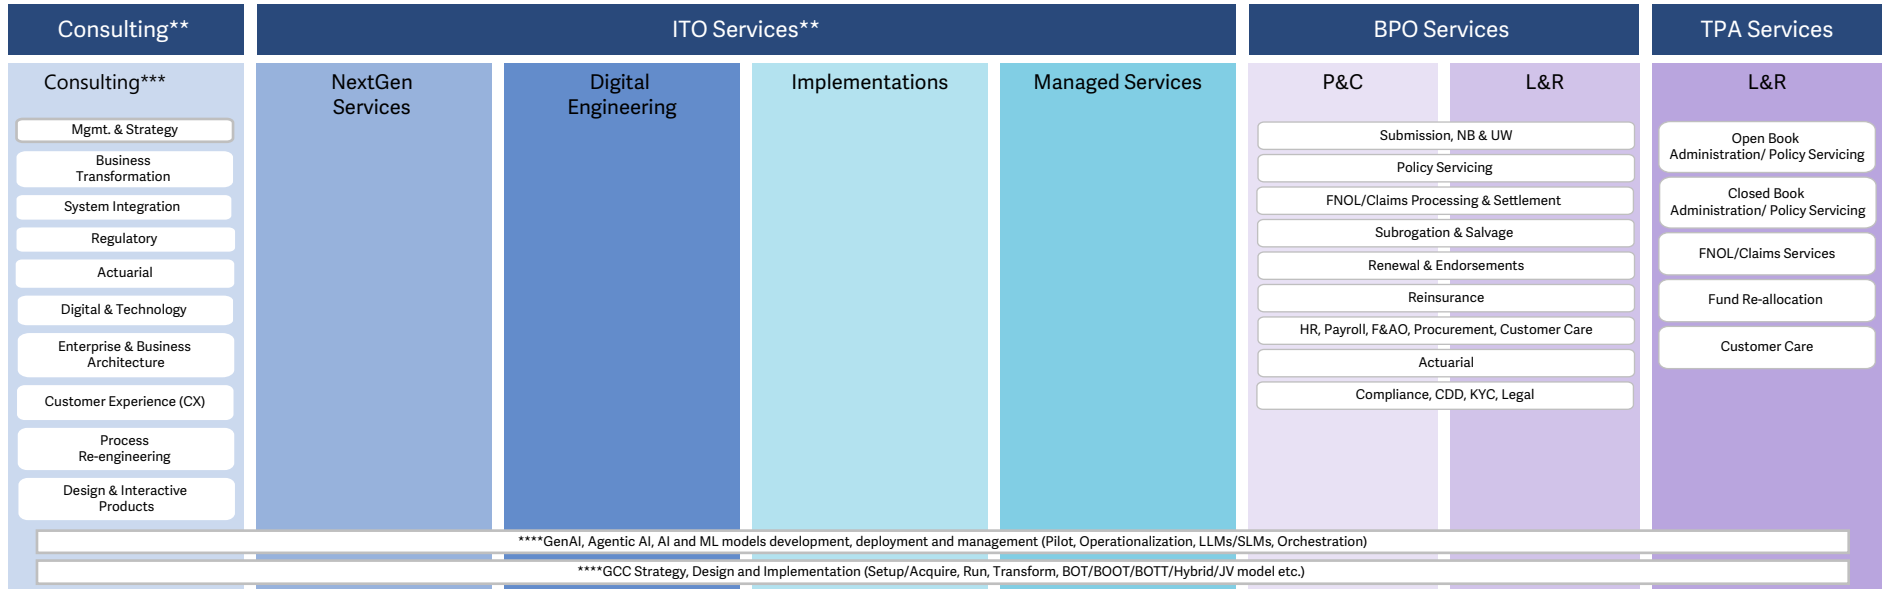 Consulting**
ITO Services**
BPO Services
TPA Services
Consulting***
Mgmt. & Strategy
Business
Transformation
System Integration
Regulatory
Actuarial
Digital & Technology
Enterprise & Business
Architecture
Customer Experience (CX)
Process
Re-engineering
Design & Interactive
Products
NextGen
Services
Digital
Engineering
Implementations
Managed Services
P&C
L&R
Submission, NB & UW
Policy Servicing
FNOL/Claims Processing & Settlement
Subrogation & Salvage
Renewal & Endorsements
Reinsurance
HR, Payroll, F&AO, Procurement, Customer Care
Actuarial
Compliance, CDD, KYC, Legal
L&R
Open Book
Administration/ Policy Servicing
Closed Book
Administration/ Policy Servicing
FNOL/Claims Services
Fund Re-allocation
Customer Care
****GenAI, Agentic AI, AI and ML models development, deployment and management (Pilot, Operationalization, LLMs/SLMs, Orchestration)
****GCC Strategy, Design and Implementation (Setup/Acquire, Run, Transform, BOT/BOOT/BOTT/Hybrid/JV model etc.)